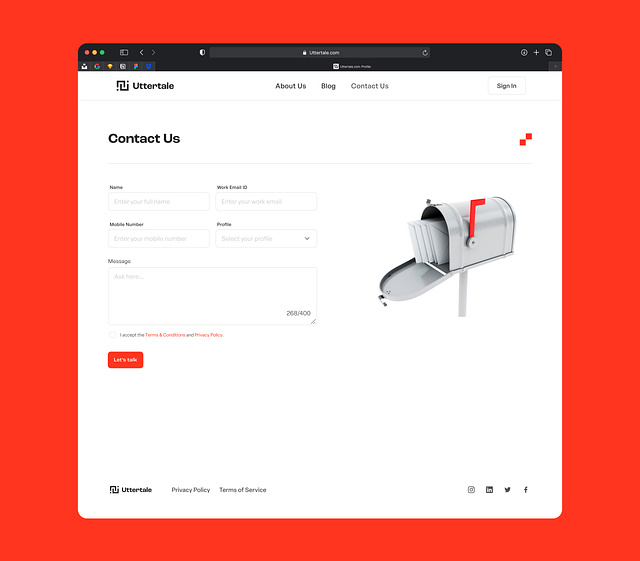 Uttertale.com
Uttertale.com Profile
Uttertale
About Us
Blog
Contact Us
Sign In
Contact Us
Name
Work Email ID
Enter your full name
Enter your work email
Mobile Number
Profile
Enter your mobile number
Select your profile
Message
Ask here...
268/400
I accept the Terms & Conditions and Privacy Policy.
Let's talk
Uttertale
Privacy Policy
Terms of Service